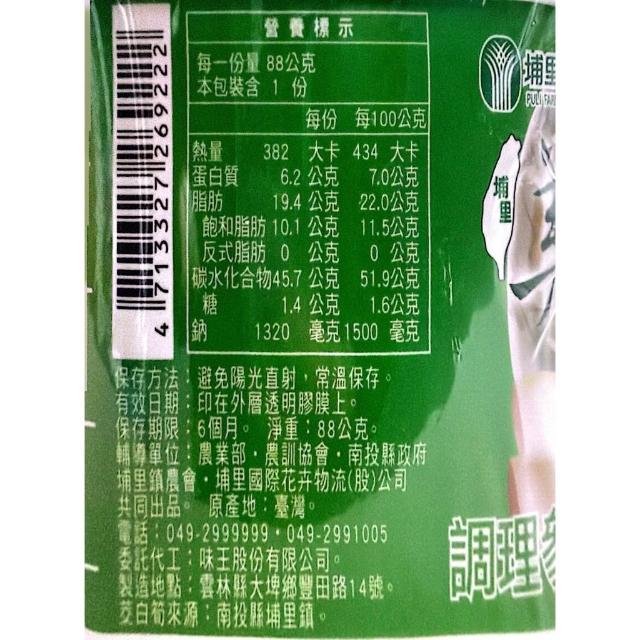 營養標示
每一份量 88公克
本包裝含 1 份
每份 每100公克
熱量 382 大卡 434 大卡
蛋白質 6.2 公克 7.0公克
脂肪 19.4 公克 22.0公克
飽和脂肪 10.1 公克 11.5公克
反式脂肪 0 公克 0 公克
碳水化合物45.7 公克 51.9公克
糖 1.4 公克 1.6公克
鈉 1320 毫克 1500 毫克
保存方法：避免陽光直射，常溫保存。
有效日期：印在外層透明膠膜上。
保存期限：6個月。 淨重：88公克。
輔導單位：農業部・農訓協會・南投縣政府
埔里鎮農會・埔里國際花卉物流(股)公司
共同出品。 原產地：臺灣。
電話：049-2999999・049-2991005
委託代工：味王股份有限公司。
製造地點：雲林縣大埤鄉豐田路14號。
茭白筍來源：南投縣埔里鎮。
4 713327 269222
埔里
PULI FAR
埔里
調理